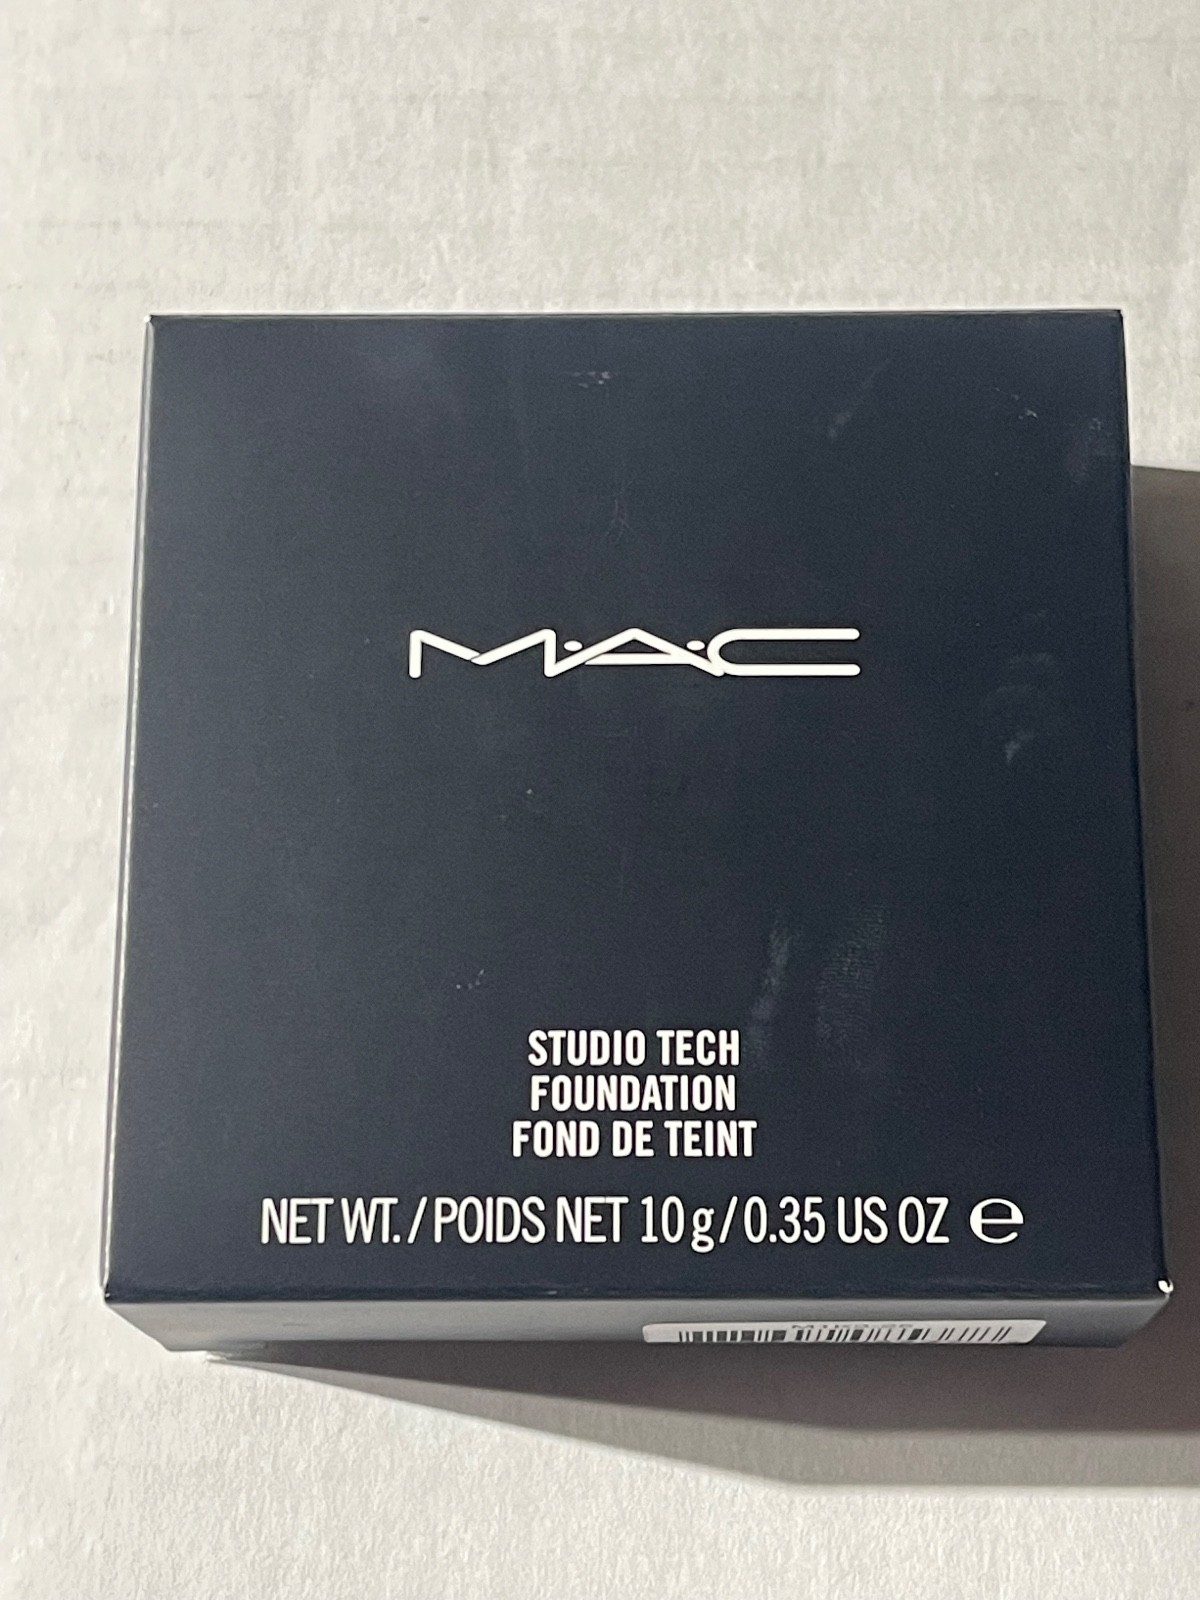 M·A·C
STUDIO TECH
FOUNDATION
FOND DE TEINT
NET WT. / POIDS NET 10 g / 0.35 US OZ ℮